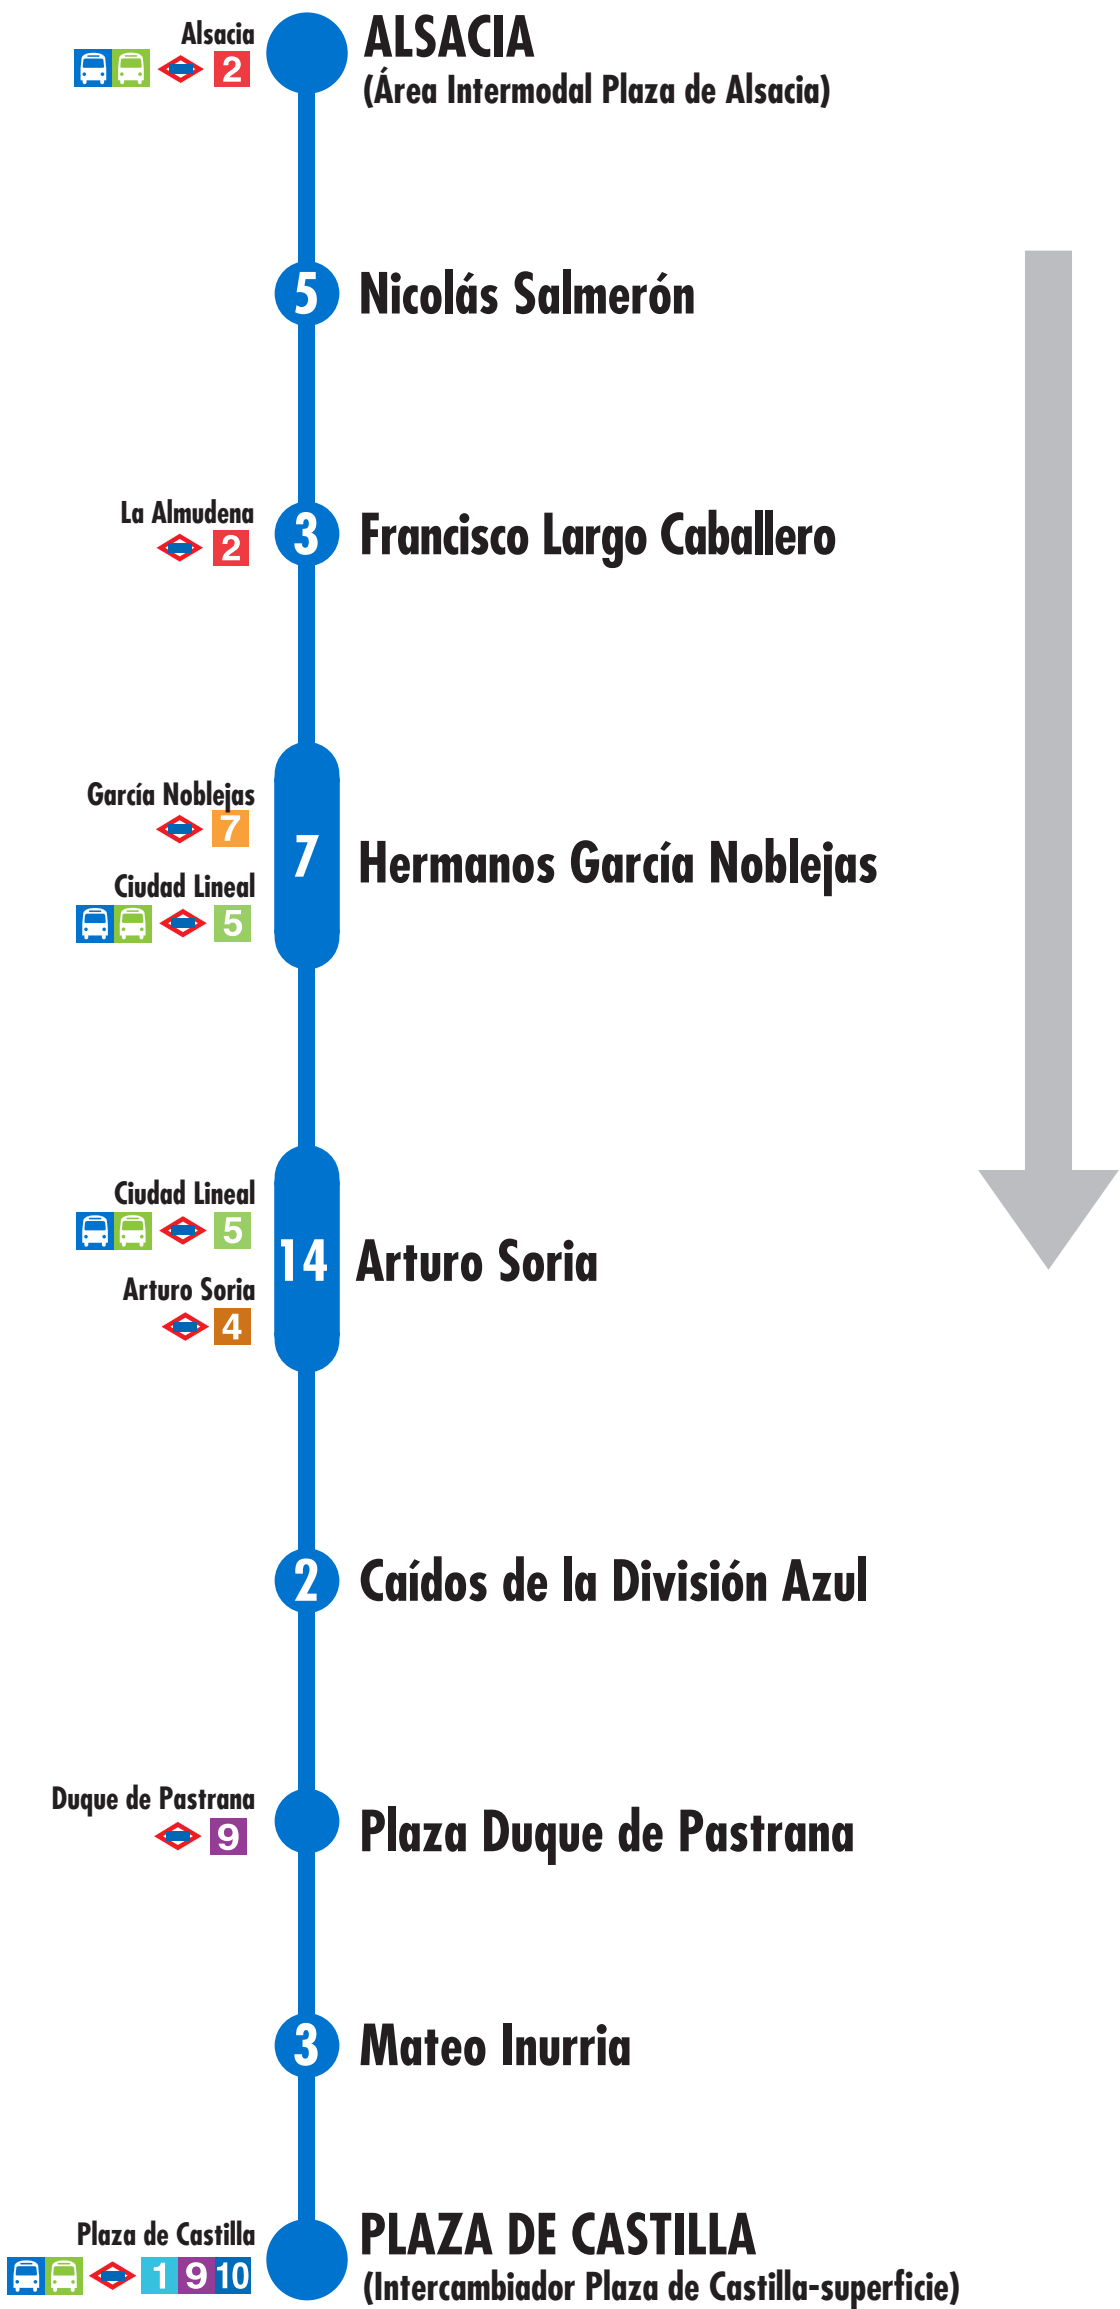 Alsacia
2
ALSACIA
(Área Intermodal Plaza de Alsacia)
5
Nicolás Salmerón
La Almudena
2
3
Francisco Largo Caballero
García Noblejas
7
Ciudad Lineal
5
7
Hermanos García Noblejas
Ciudad Lineal
5
Arturo Soria
4
14
Arturo Soria
2
Caídos de la División Azul
Duque de Pastrana
9
Plaza Duque de Pastrana
3
Mateo Inurria
Plaza de Castilla
1 9 10
PLAZA DE CASTILLA
(Intercambiador Plaza de Castilla-superficie)